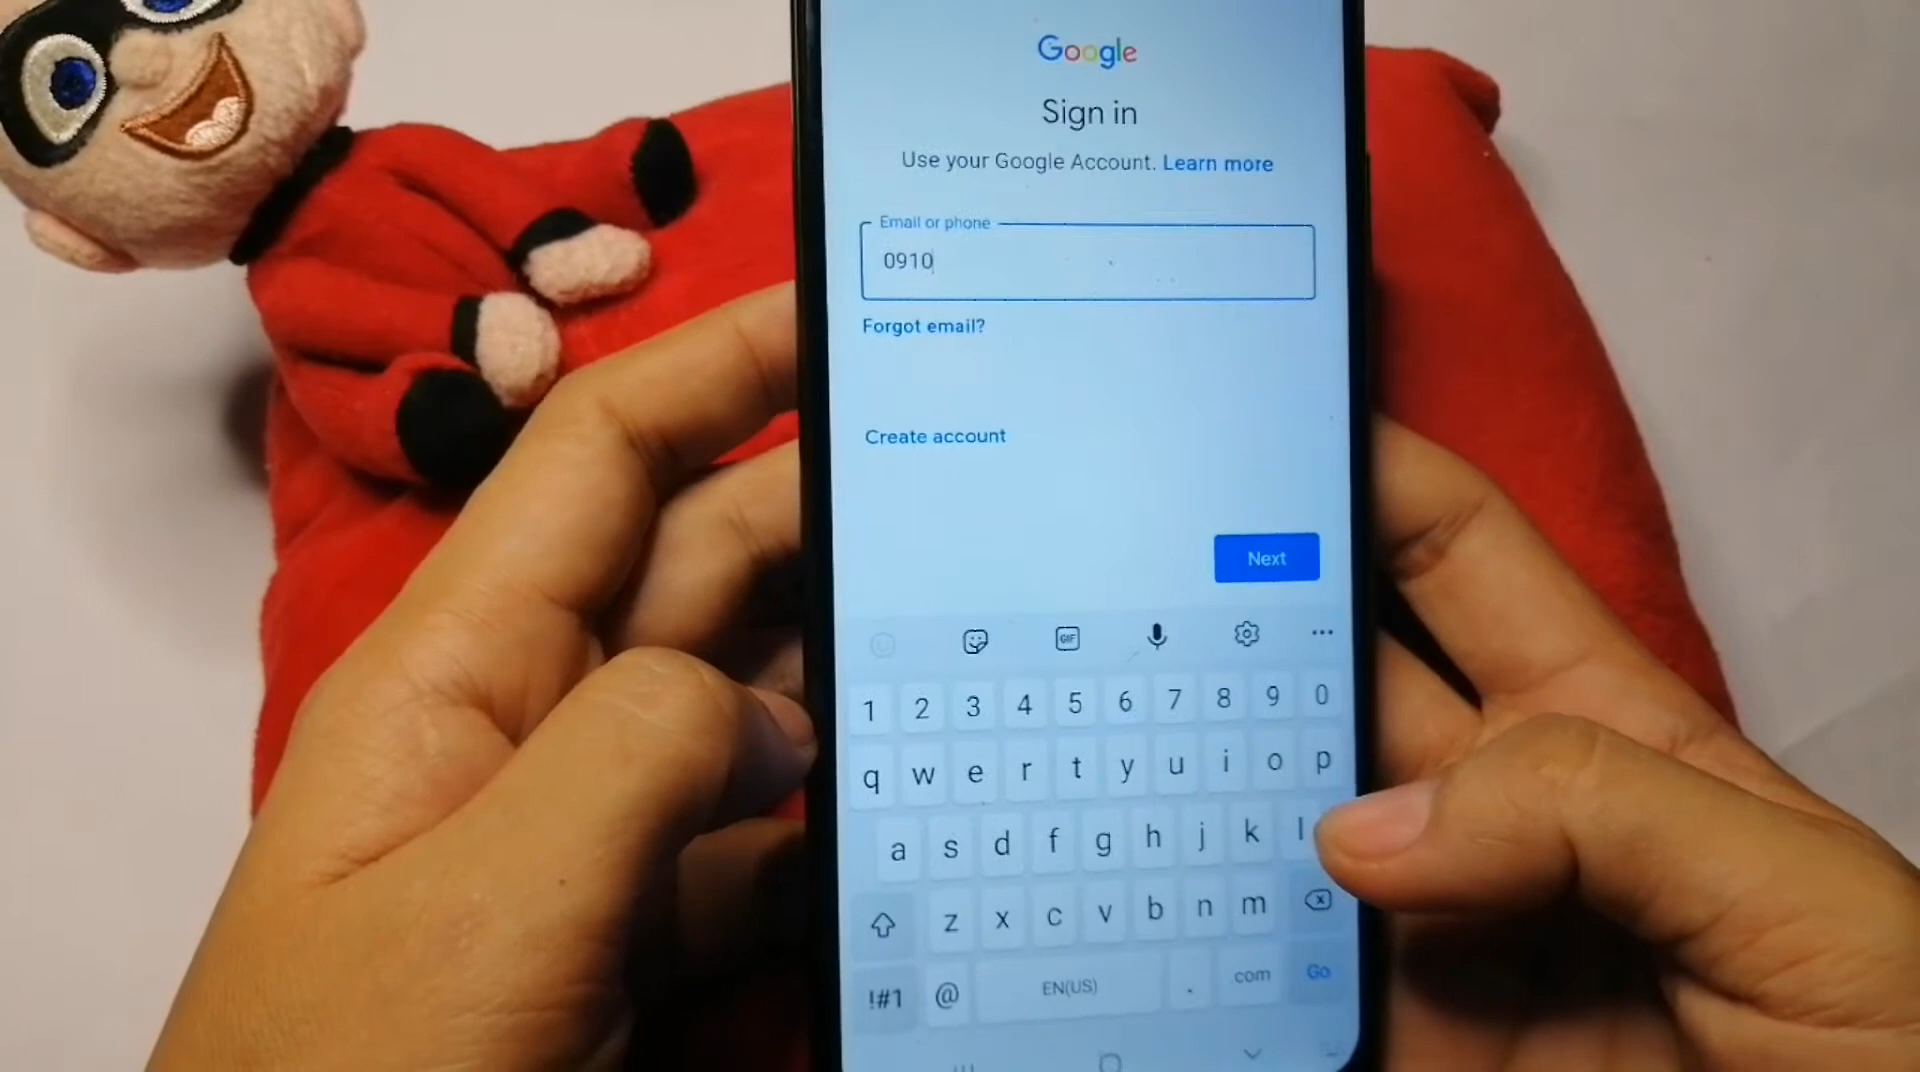 Google
Sign in
Use your Google Account. Learn more
Email or phone
0910
Forgot email?
Create account
Next
GIF
1 2 3 4 5 6 7 8 9 0
q w e r t y u i o p
a s d f g h j k l
z x c v b n m
!#1 @ EN(US) . com Go